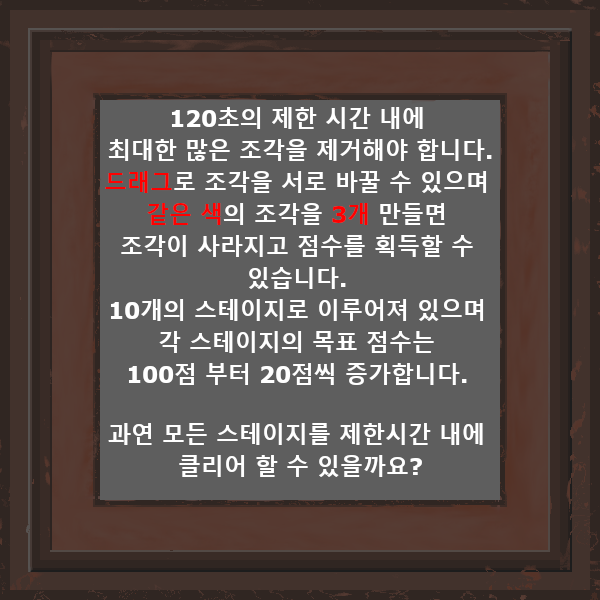 120초의 제한 시간 내에
최대한 많은 조각을 제거해야 합니다.
드래그로 조각을 서로 바꿀 수 있으며
같은 색의 조각을 3개 만들면
조각이 사라지고 점수를 획득할 수
있습니다.
10개의 스테이지로 이루어져 있으며
각 스테이지의 목표 점수는
100점 부터 20점씩 증가합니다.
과연 모든 스테이지를 제한시간 내에
클리어 할 수 있을까요?